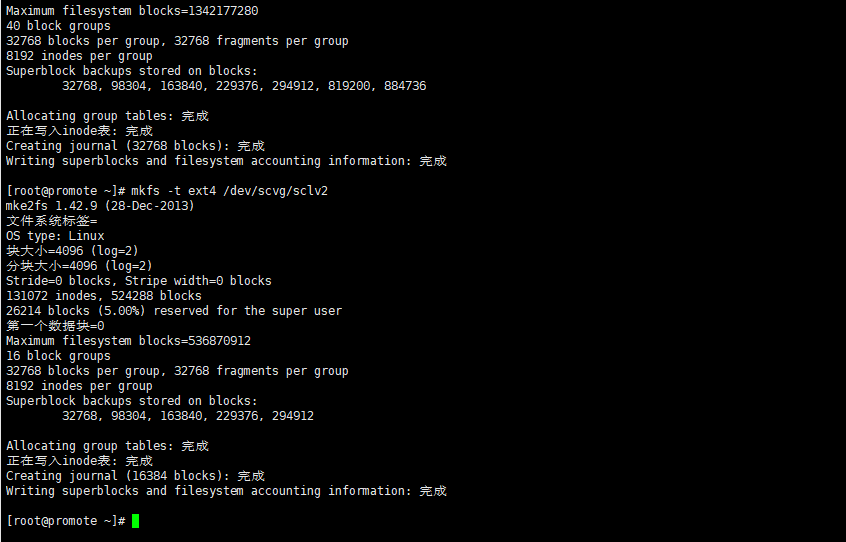 Maximum filesystem blocks=1342177280
40 block groups
32768 blocks per group, 32768 fragments per group
8192 inodes per group
Superblock backups stored on blocks:
        32768, 98304, 163840, 229376, 294912, 819200, 884736

Allocating group tables: 完成
正在写入inode表: 完成
Creating journal (32768 blocks): 完成
Writing superblocks and filesystem accounting information: 完成

[root@promote ~]# mkfs -t ext4 /dev/scvg/sclv2
mke2fs 1.42.9 (28-Dec-2013)
文件系统标签=
OS type: Linux
块大小=4096 (log=2)
分块大小=4096 (log=2)
Stride=0 blocks, Stripe width=0 blocks
131072 inodes, 524288 blocks
26214 blocks (5.00%) reserved for the super user
第一个数据块=0
Maximum filesystem blocks=536870912
16 block groups
32768 blocks per group, 32768 fragments per group
8192 inodes per group
Superblock backups stored on blocks:
        32768, 98304, 163840, 229376, 294912

Allocating group tables: 完成
正在写入inode表: 完成
Creating journal (16384 blocks): 完成
Writing superblocks and filesystem accounting information: 完成

[root@promote ~]#